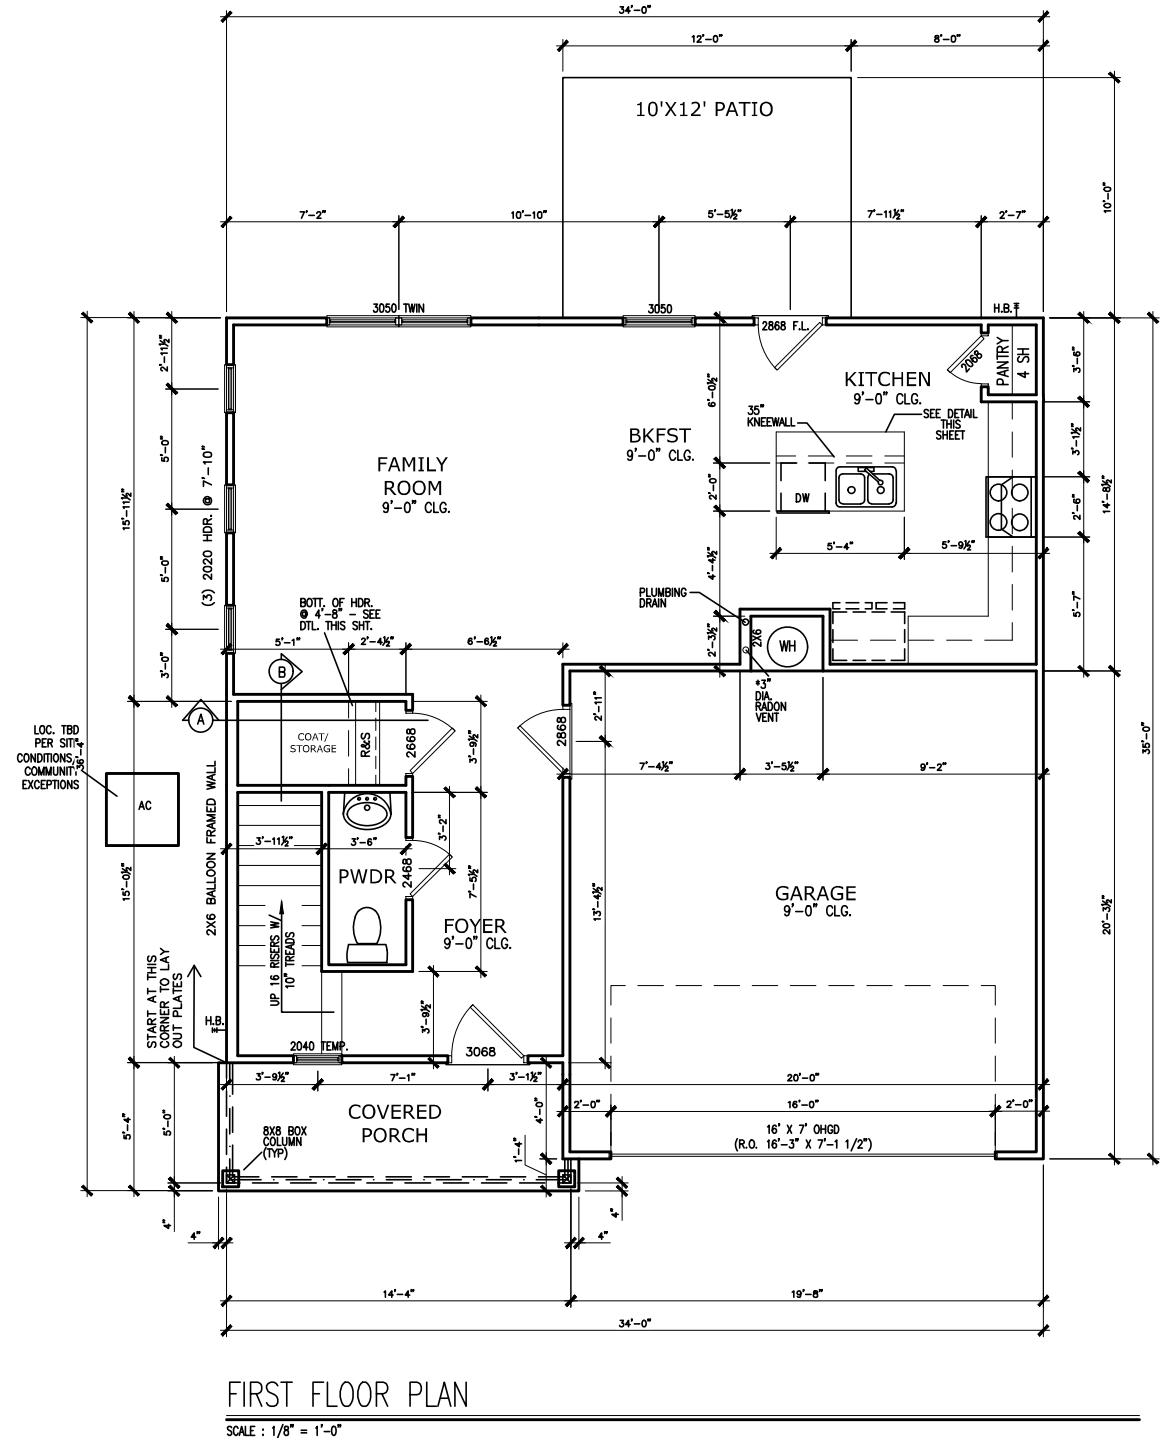 34'-0"
12'-0"
8'-0"
10'X12' PATIO
10'-0"
7'-2"
10'-10"
5'-5½"
7'-11½"
2'-7"
3050 TWIN
3050
2868 F.L.
H.B.
2068
PANTRY
4 SH
2'-11½"
3'-6"
KITCHEN
9'-0" CLG.
6'-0½"
35"
KNEEWALL
SEE DETAIL
THIS
SHEET
BKFST
9'-0" CLG.
3'-1½"
5'-0"
FAMILY
ROOM
9'-0" CLG.
(3) 2020 HDR. @ 7'-10"
15'-11½"
2'-0"
DW
2'-6"
14'-8½"
5'-4"
5'-9½"
5'-0"
4'-4½"
PLUMBING
DRAIN
5'-7"
BOTT. OF HDR.
@ 4'-8" - SEE
DTL. THIS SHT.
5'-1"
2'-4½"
6'-6½"
2'-3½"
2X6
WH
3'-0"
B
*3"
DIA.
RADON
VENT
2'-11"
A
LOC. TBD
PER SITE
CONDITIONS,
EXCEPTIONS
36'-4"
AC
COAT/
STORAGE
R&S
2668
2868
3'-9½"
35'-0"
7'-4½"
3'-5½"
9'-2"
2X6 BALLOON FRAMED WALL
3'-2"
3'-11½"
3'-6"
PWDR
2468
7'-5½"
15'-0½"
13'-4½"
GARAGE
9'-0" CLG.
20'-3½"
FOYER
9'-0" CLG.
UP 16 RISERS W/
10" TREADS
START AT THIS
CORNER TO LAY
OUT PLATES
H.B.
3'-9½"
2040 TEMP.
3068
3'-9½"
7'-1"
3'-1½"
20'-0"
5'-4"
5'-0"
4'-0"
2'-0"
16'-0"
2'-0"
COVERED
PORCH
8X8 BOX
COLUMN
(TYP)
1'-4"
16' X 7' OHGD
(R.O. 16'-3" X 7'-1 1/2")
4"
4"
4"
4"
14'-4"
19'-8"
34'-0"
FIRST FLOOR PLAN
SCALE : 1/8" = 1'-0"